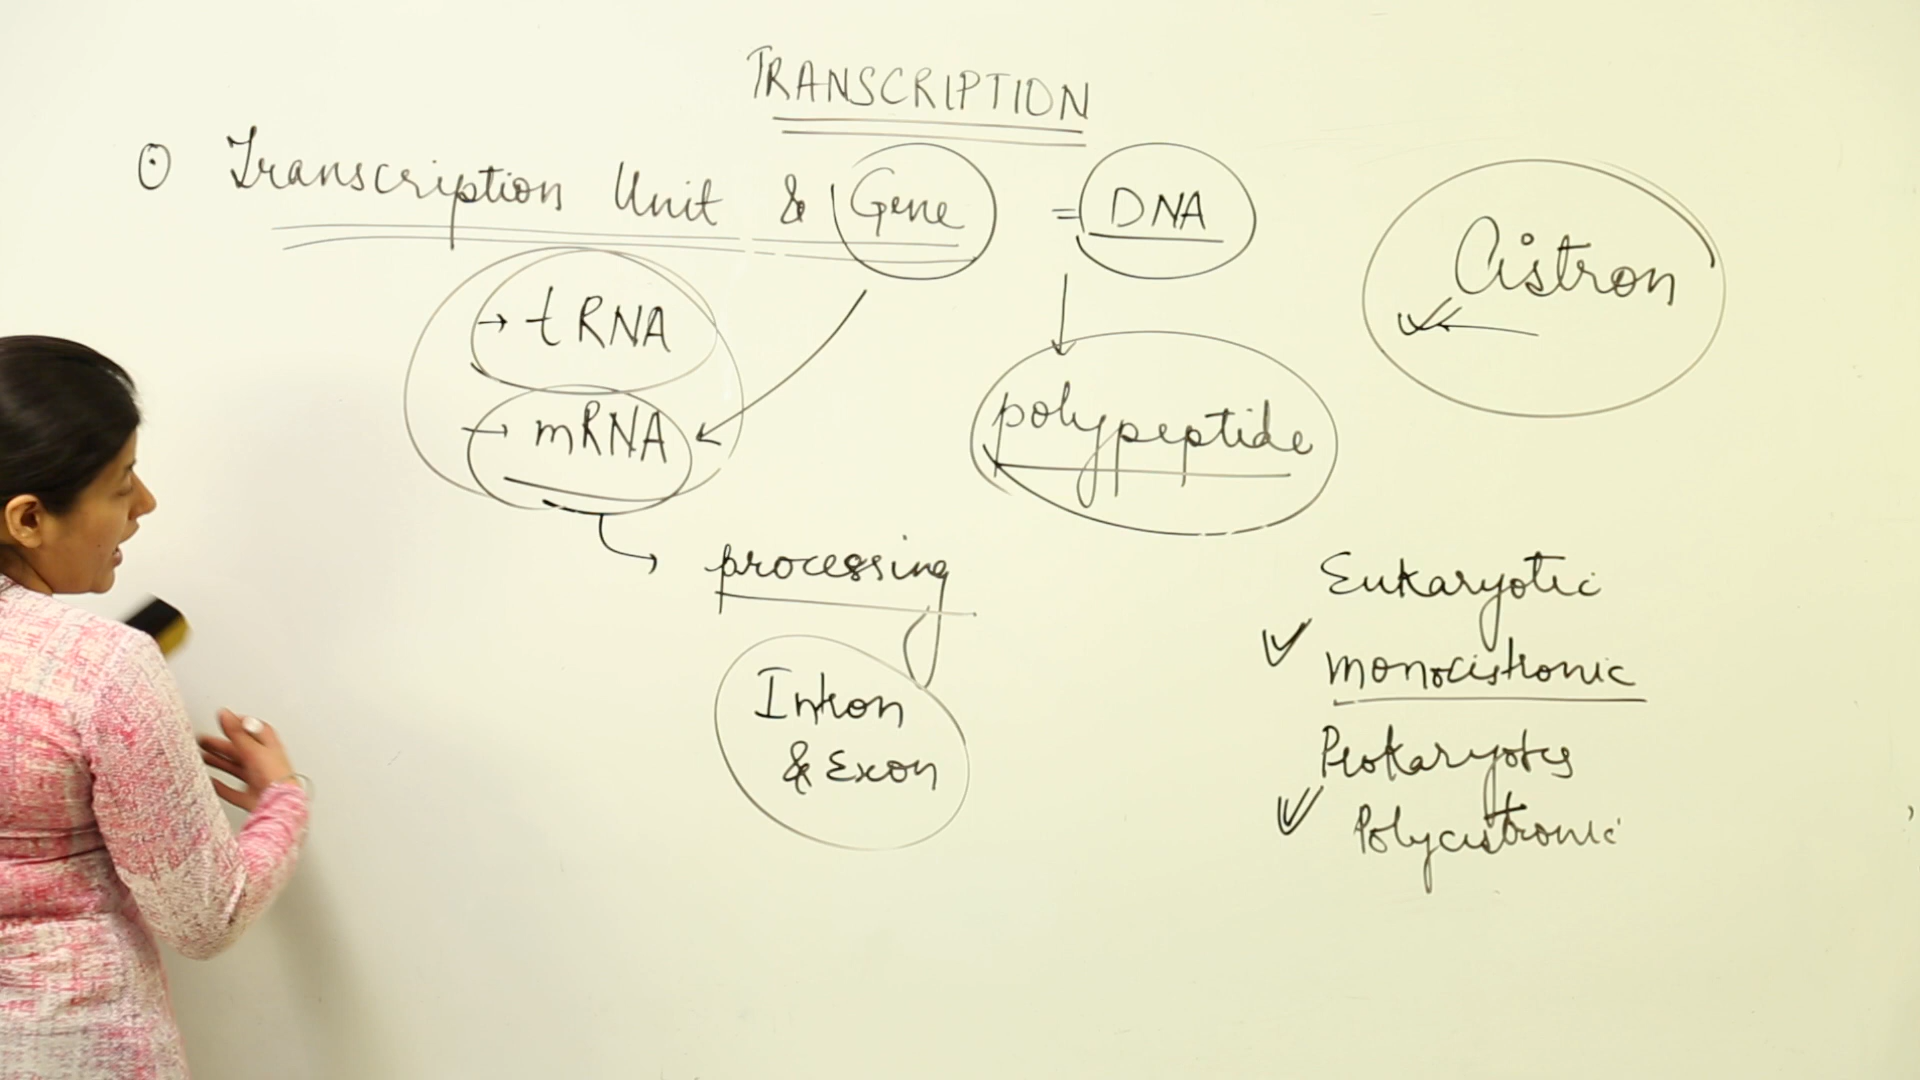 TRANSCRIPTION
Transcription Unit & Gene = DNA
Cistron
→ tRNA
→ mRNA
polypeptide
processing
Intron
& Exon
Eukaryotic
monocistronic
Prokaryotes
Polycistronic